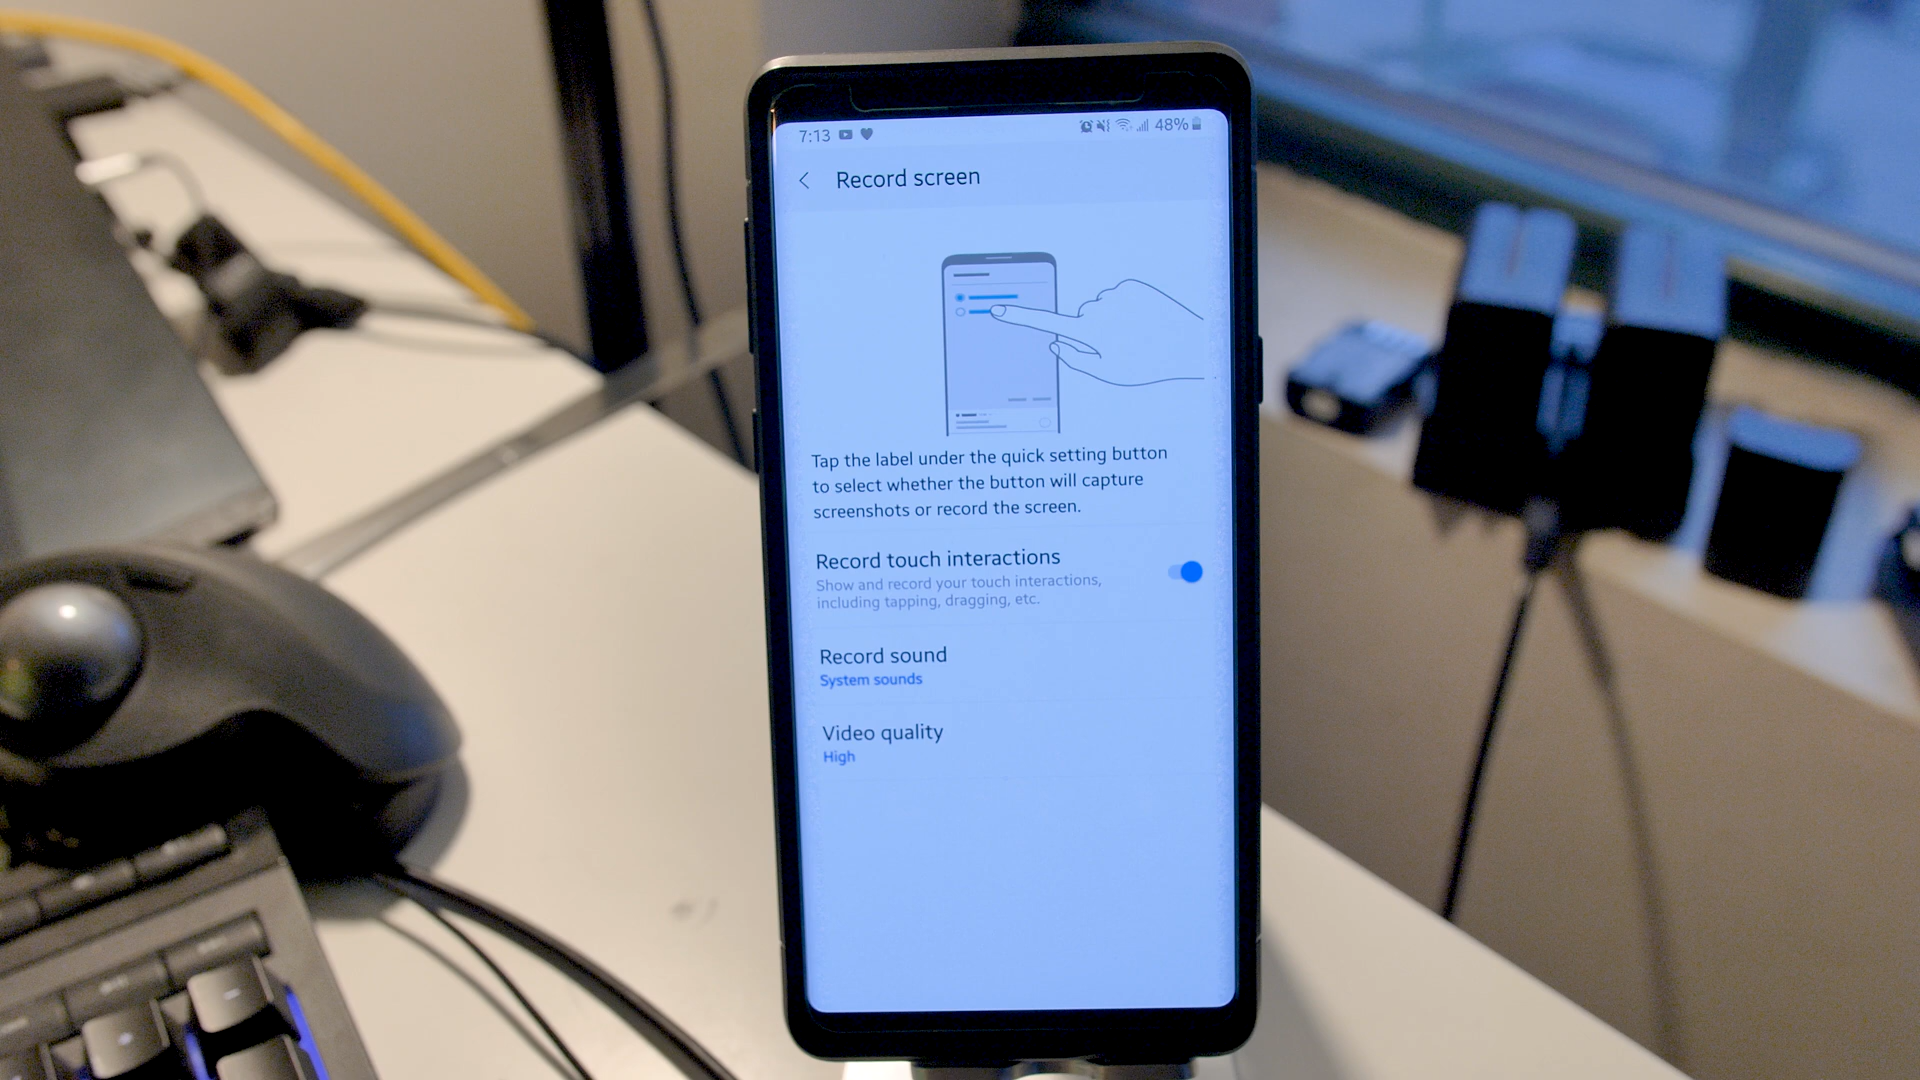 7:13 48%
Record screen
Tap the label under the quick setting button
to select whether the button will capture
screenshots or record the screen.
Record touch interactions
Show and record your touch interactions,
including tapping, dragging, etc.
Record sound
System sounds
Video quality
High